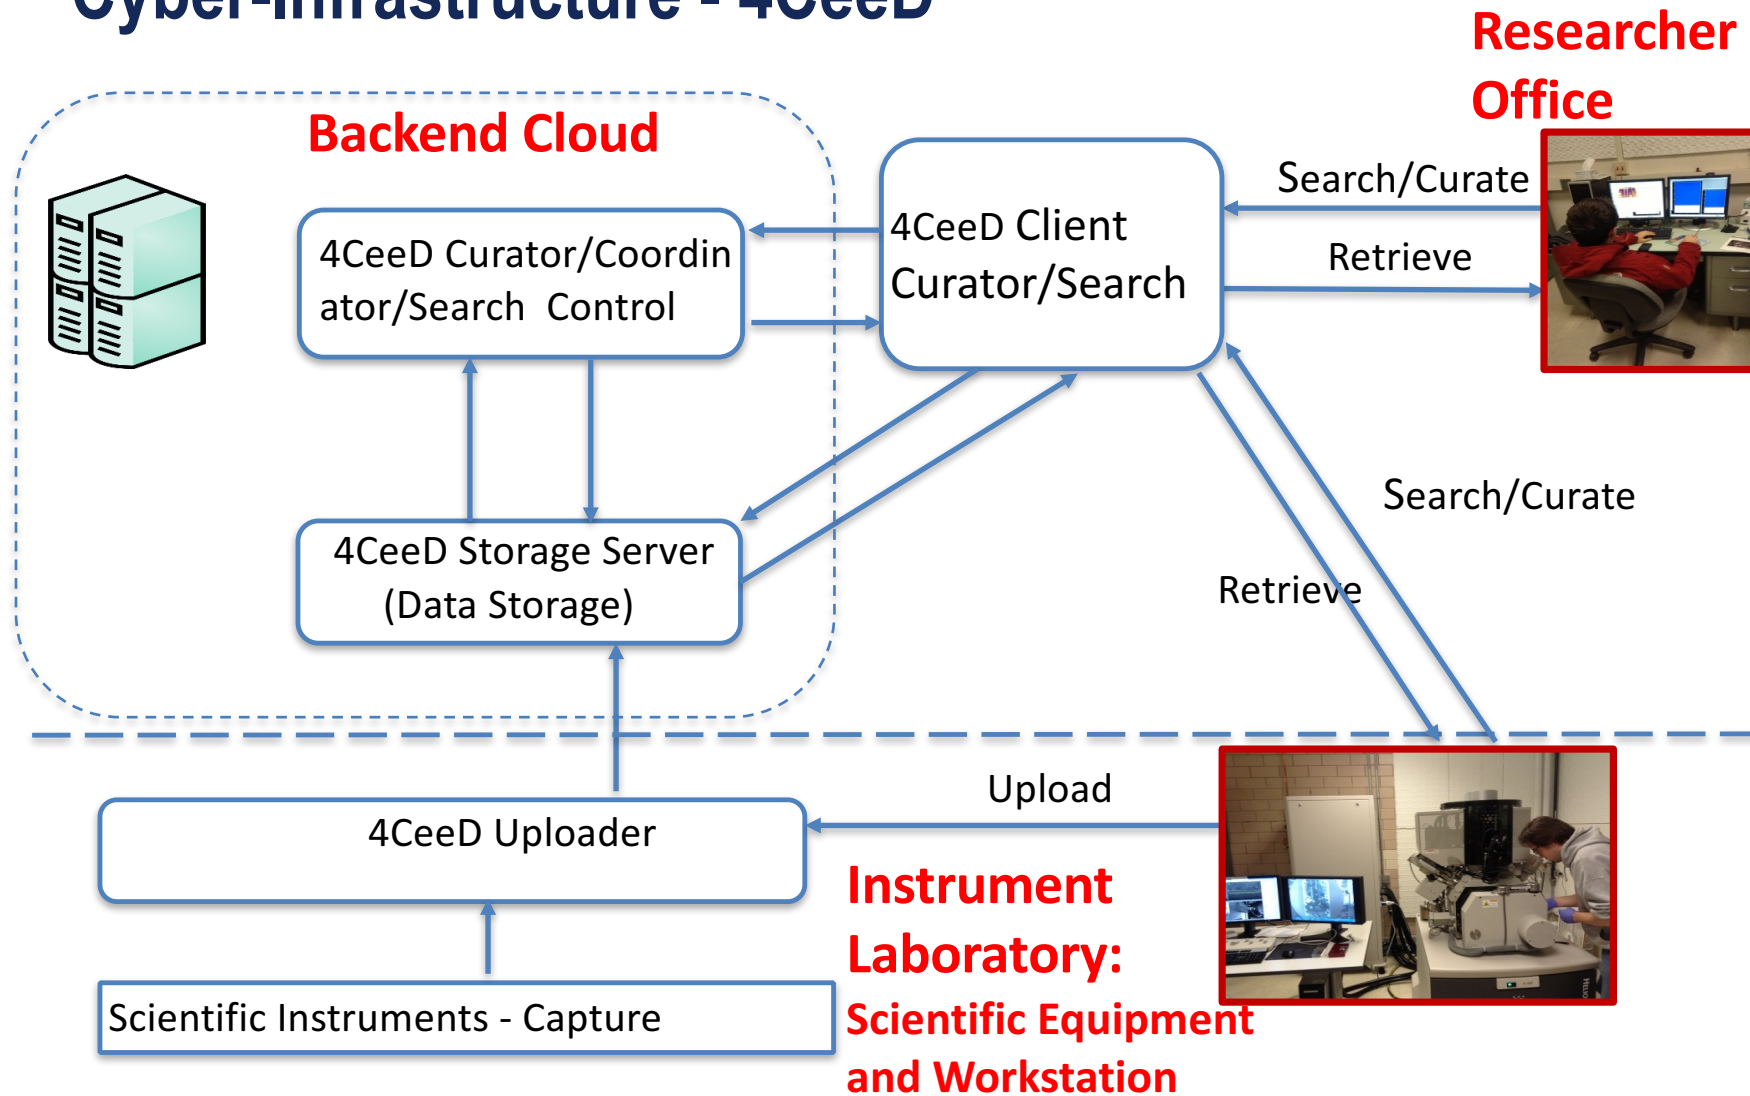 Cyber-Infrastructure - 4CeeD
Researcher
Office
Backend Cloud
Search/Curate
4CeeD Client
Curator/Search
4CeeD Curator/Coordin
ator/Search Control
Retrieve
Search/Curate
4CeeD Storage Server
(Data Storage)
Retrieve
Upload
4CeeD Uploader
Instrument
Laboratory:
Scientific Instruments - Capture
Scientific Equipment
and Workstation